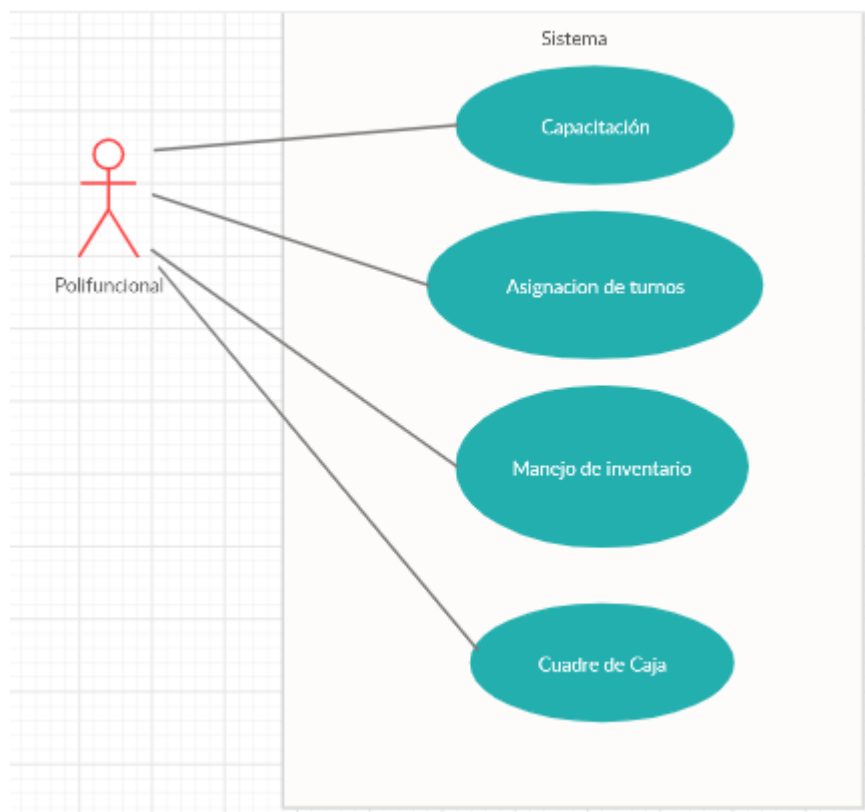 Sistema
Capacitación
Polifuncional
Asignacion de turnos
Manejo de inventario
Cuadre de Caja